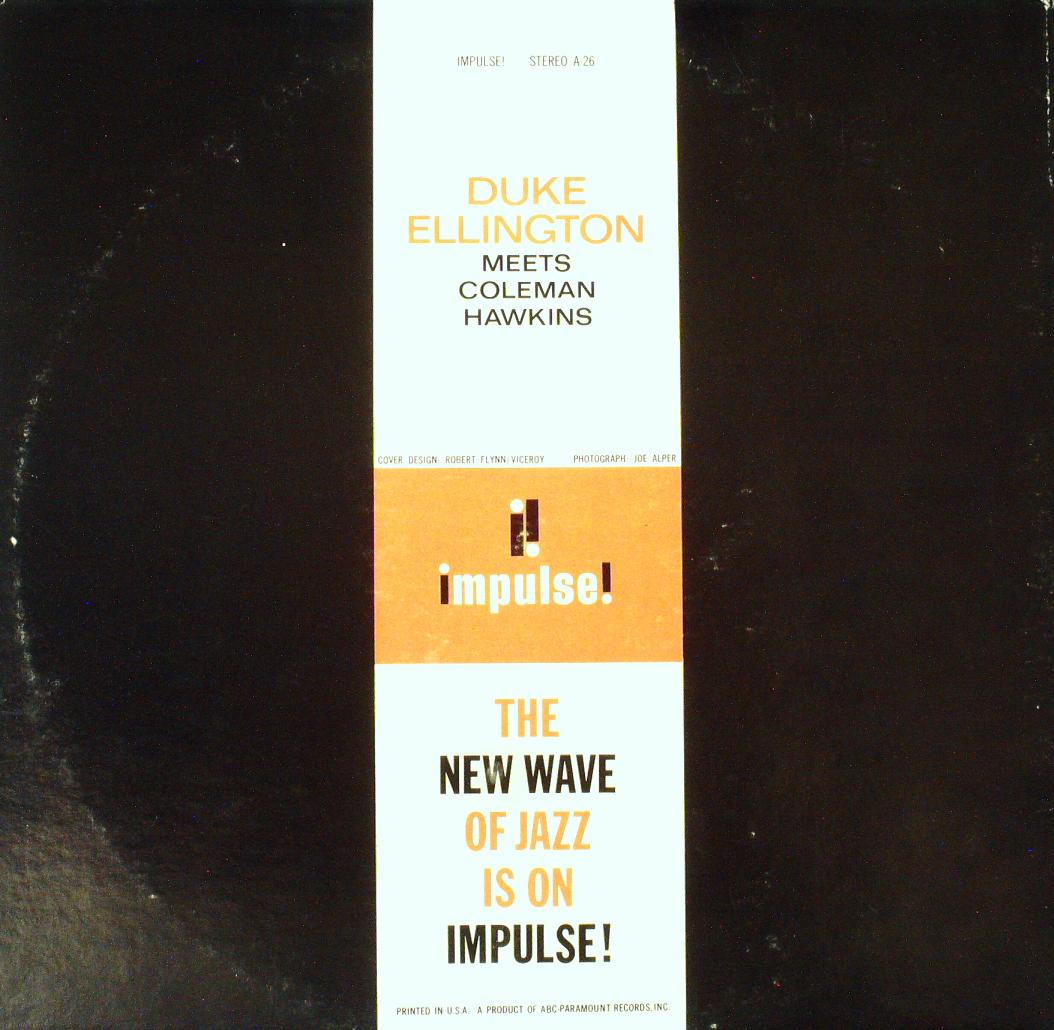 IMPULSE! STEREO A 26
DUKE
ELLINGTON
MEETS
COLEMAN
HAWKINS
COVER DESIGN: ROBERT FLYNN/VICEROY PHOTOGRAPH: JOE ALPER
i!
impulse!
THE
NEW WAVE
OF JAZZ
IS ON
IMPULSE!
PRINTED IN U.S.A. A PRODUCT OF ABC-PARAMOUNT RECORDS, INC.